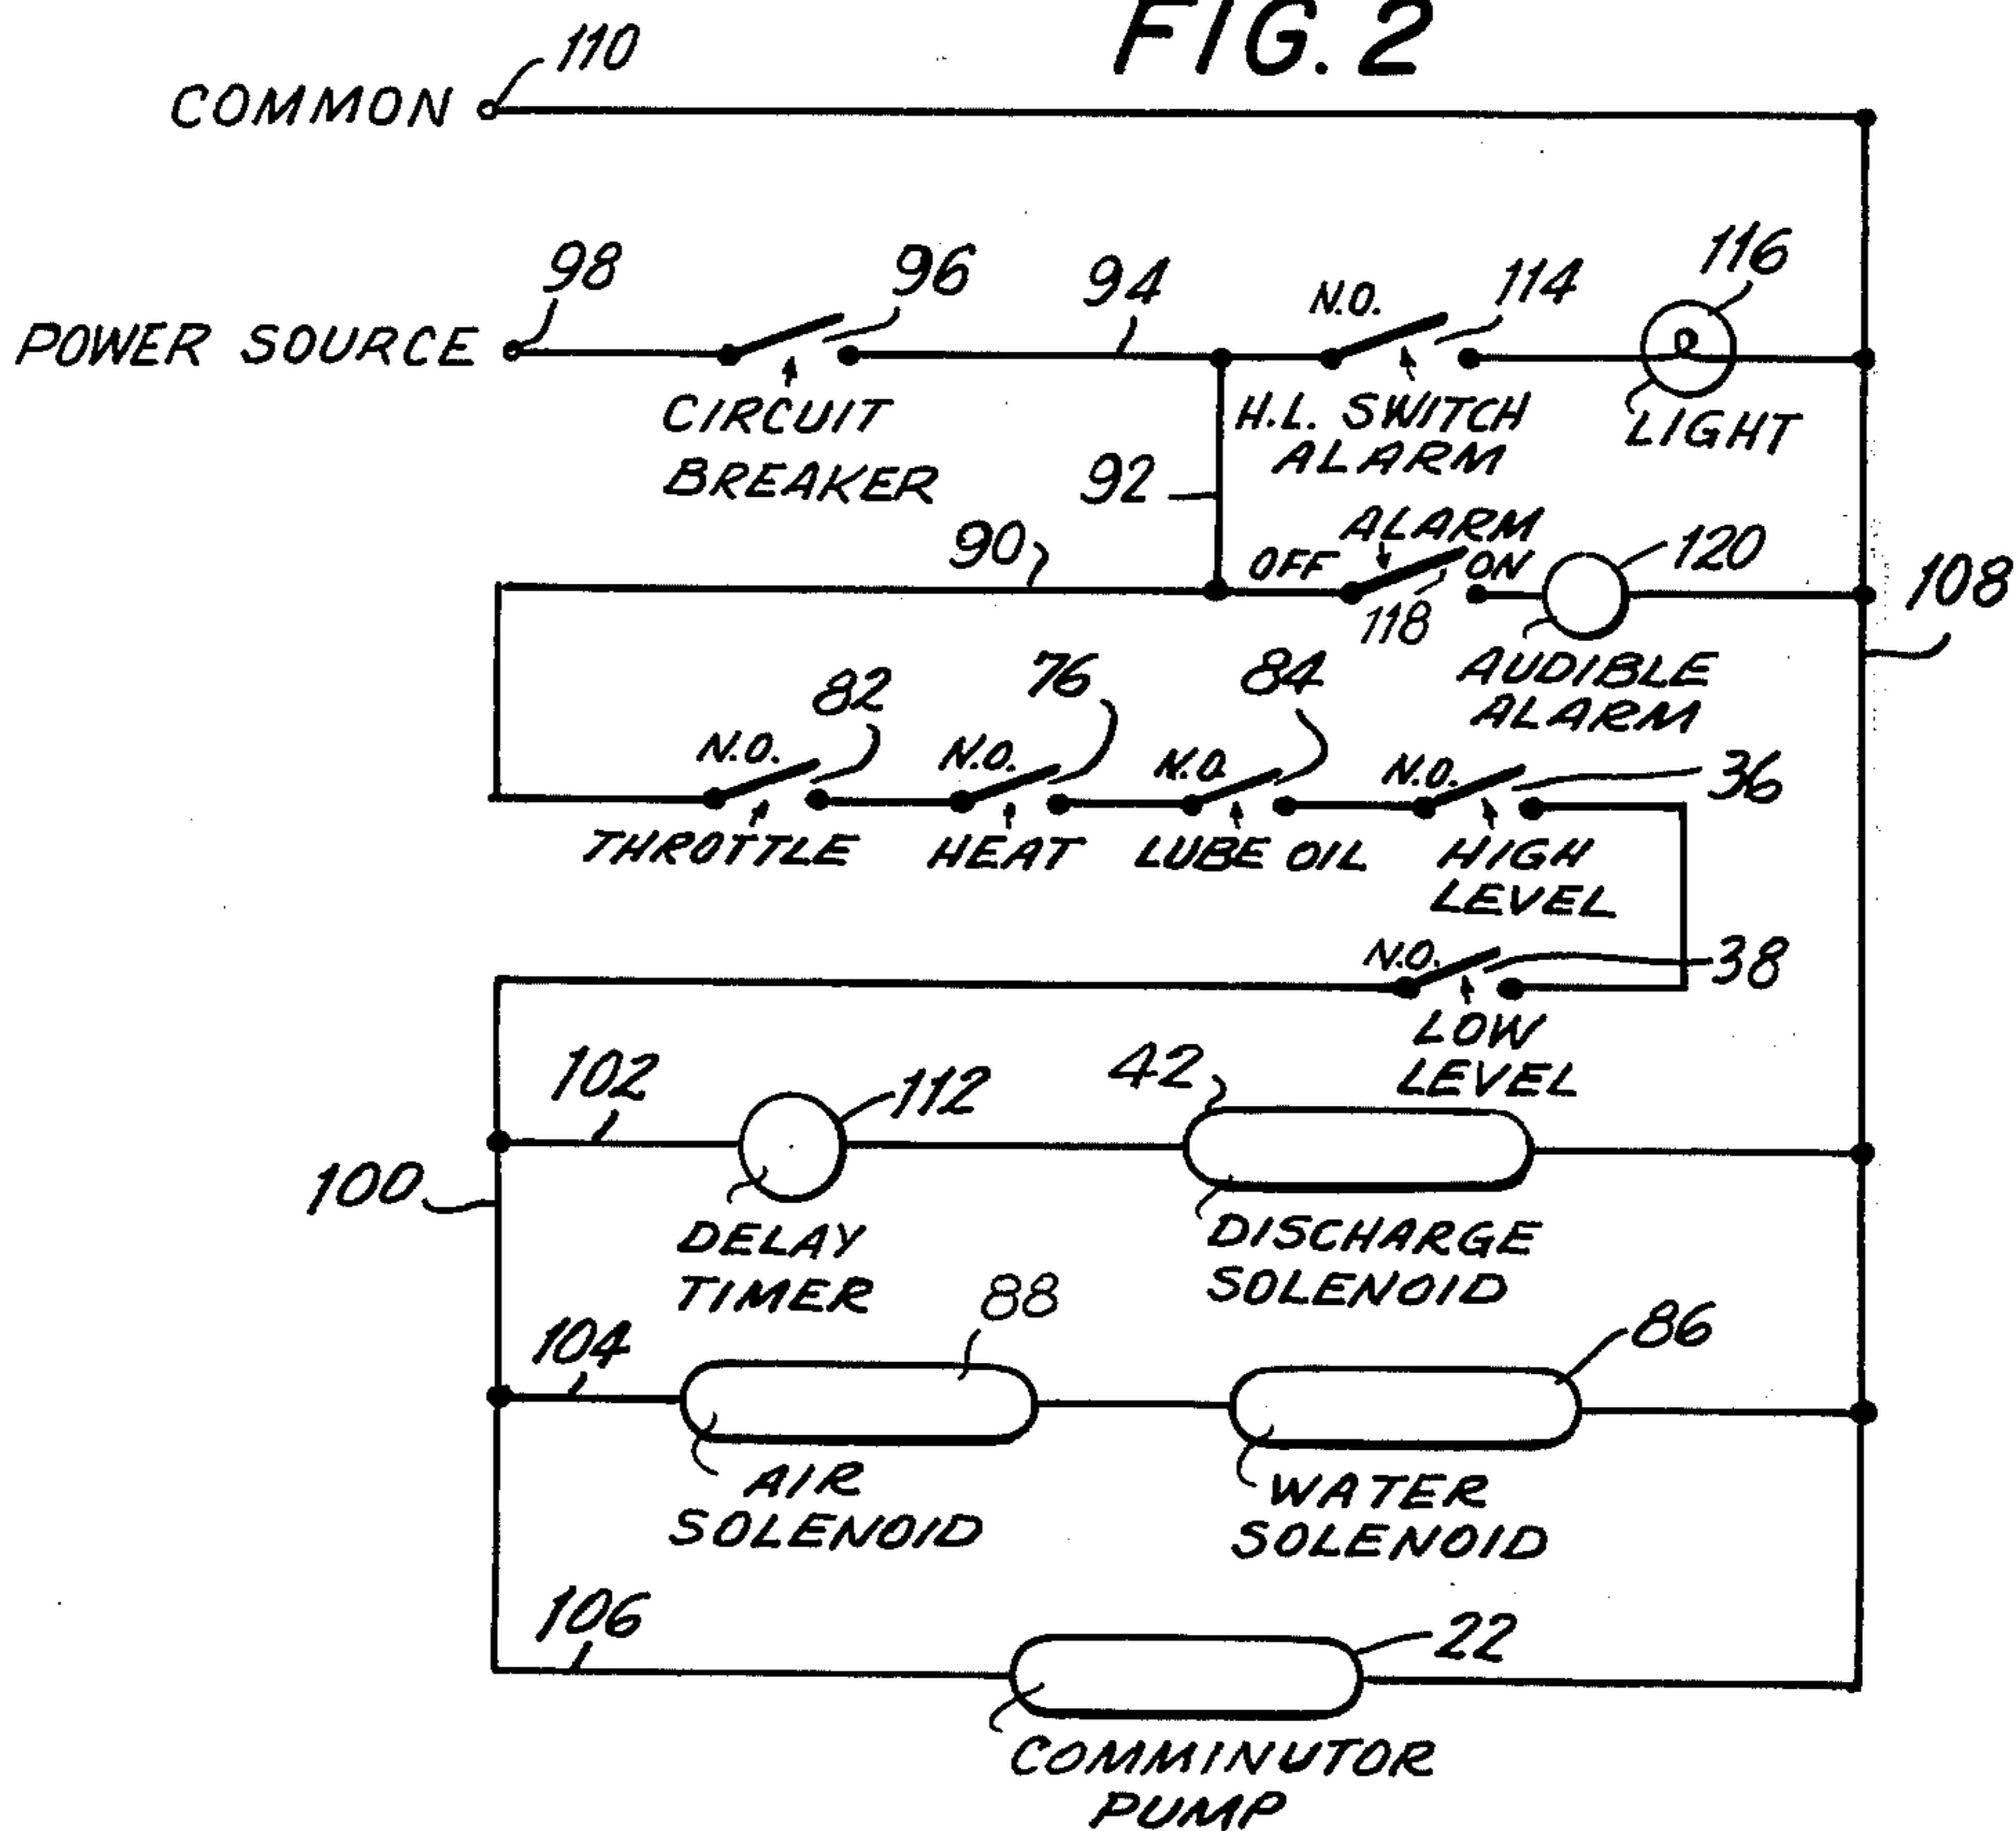 FIG. 2
110
COMMON
98
96
94
N.O.
114
116
POWER SOURCE
CIRCUIT
BREAKER
H.L. SWITCH
ALARM
LIGHT
92
90
OFF
ALARM
ON
120
108
118
AUDIBLE
ALARM
82
76
84
N.O.
N.O.
N.O
N.O.
36
THROTTLE
HEAT
LUBE OIL
HIGH
LEVEL
N.O.
38
LOW
LEVEL
102
112
42
100
DELAY
TIMER
DISCHARGE
SOLENOID
104
88
86
AIR
SOLENOID
WATER
SOLENOID
106
22
COMMINUTOR
PUMP